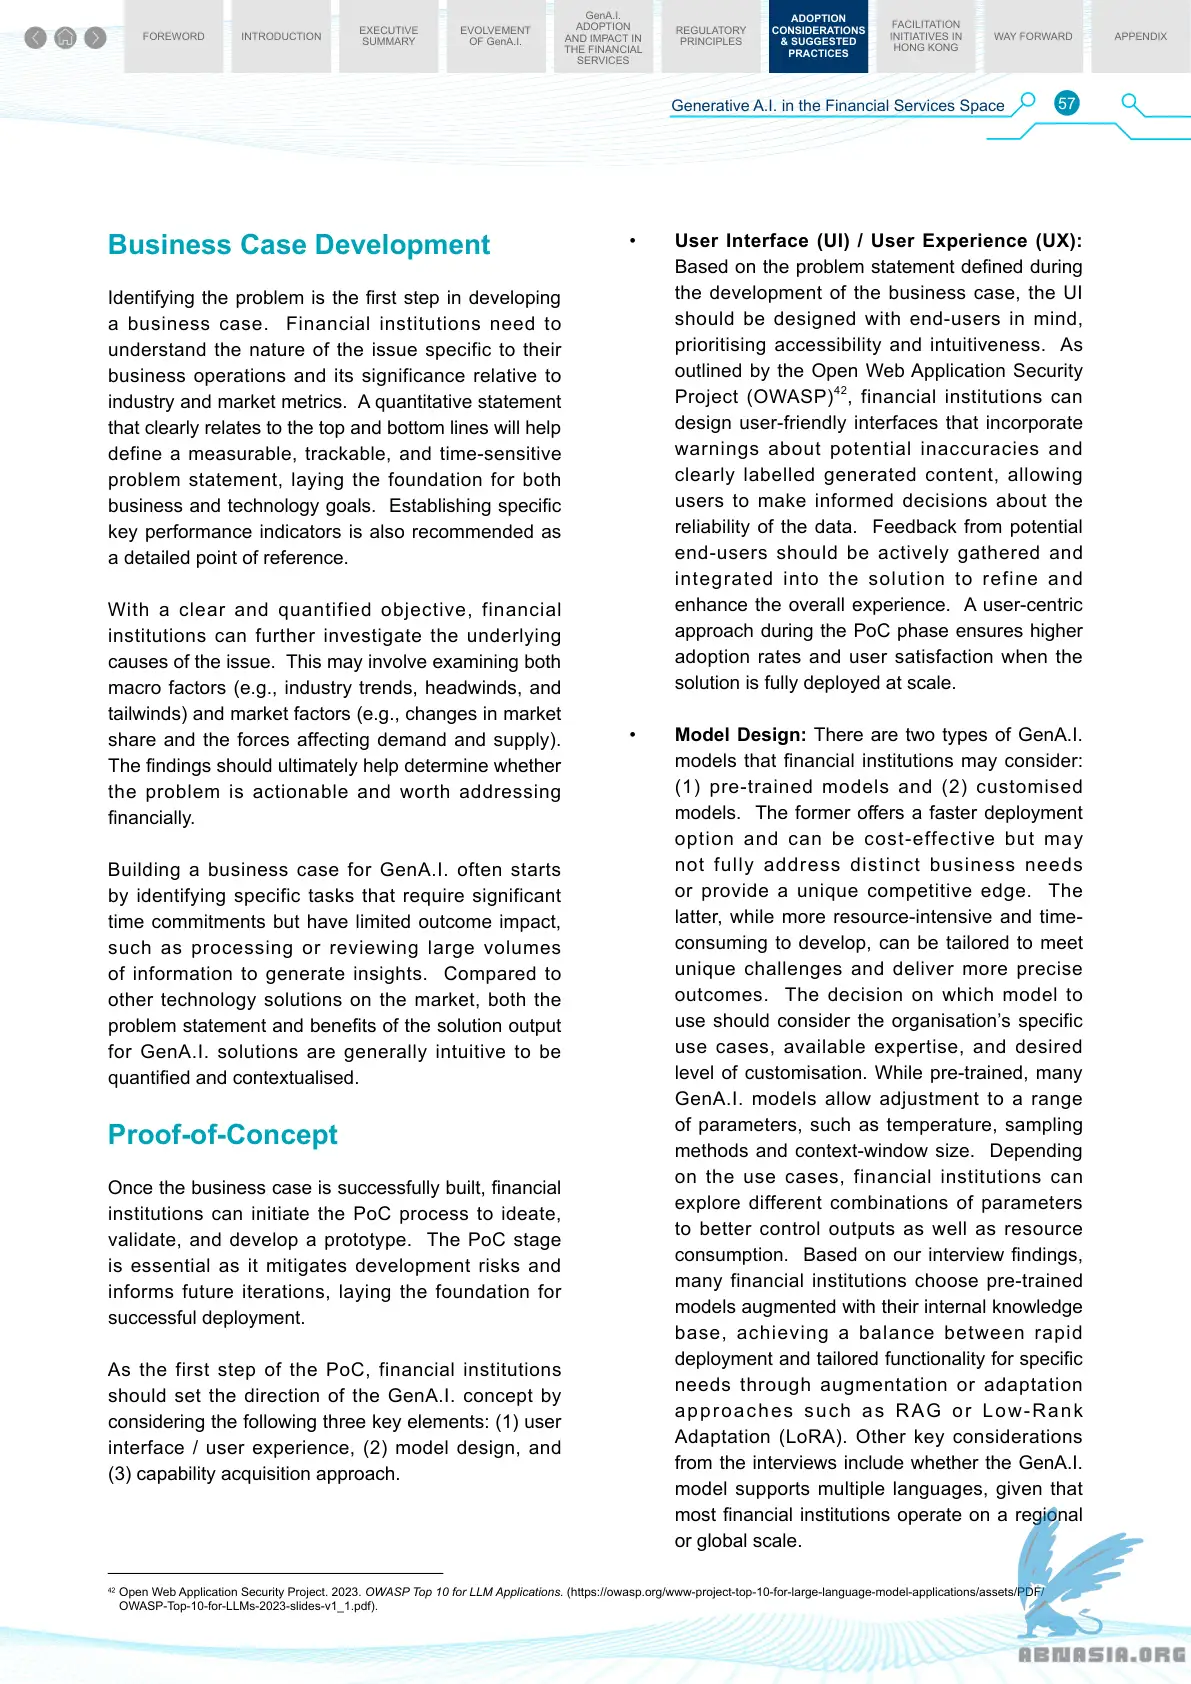 FOREWORD
INTRODUCTION
EXECUTIVE
SUMMARY
EVOLVEMENT
OF GenA.I.
GenA.I.
ADOPTION
AND IMPACT IN
THE FINANCIAL
SERVICES
REGULATORY
PRINCIPLES
ADOPTION
CONSIDERATIONS
& SUGGESTED
PRACTICES
FACILITATION
INITIATIVES IN
HONG KONG
WAY FORWARD
APPENDIX
Generative A.I. in the Financial Services Space
57
Business Case Development
Identifying the problem is the first step in developing
a business case. Financial institutions need to
understand the nature of the issue specific to their
business operations and its significance relative to
industry and market metrics. A quantitative statement
that clearly relates to the top and bottom lines will help
define a measurable, trackable, and time-sensitive
problem statement, laying the foundation for both
business and technology goals. Establishing specific
key performance indicators is also recommended as
a detailed point of reference.
With a clear and quantified objective, financial
institutions can further investigate the underlying
causes of the issue. This may involve examining both
macro factors (e.g., industry trends, headwinds, and
tailwinds) and market factors (e.g., changes in market
share and the forces affecting demand and supply).
The findings should ultimately help determine whether
the problem is actionable and worth addressing
financially.
Building a business case for GenA.I. often starts
by identifying specific tasks that require significant
time commitments but have limited outcome impact,
such as processing or reviewing large volumes
of information to generate insights. Compared to
other technology solutions on the market, both the
problem statement and benefits of the solution output
for GenA.I. solutions are generally intuitive to be
quantified and contextualised.
Proof-of-Concept
Once the business case is successfully built, financial
institutions can initiate the PoC process to ideate,
validate, and develop a prototype. The PoC stage
is essential as it mitigates development risks and
informs future iterations, laying the foundation for
successful deployment.
As the first step of the PoC, financial institutions
should set the direction of the GenA.I. concept by
considering the following three key elements: (1) user
interface / user experience, (2) model design, and
(3) capability acquisition approach.
• User Interface (UI) / User Experience (UX):
Based on the problem statement defined during
the development of the business case, the UI
should be designed with end-users in mind,
prioritising accessibility and intuitiveness. As
outlined by the Open Web Application Security
Project (OWASP)42, financial institutions can
design user-friendly interfaces that incorporate
warnings about potential inaccuracies and
clearly labelled generated content, allowing
users to make informed decisions about the
reliability of the data. Feedback from potential
end-users should be actively gathered and
integrated into the solution to refine and
enhance the overall experience. A user-centric
approach during the PoC phase ensures higher
adoption rates and user satisfaction when the
solution is fully deployed at scale.
• Model Design: There are two types of GenA.I.
models that financial institutions may consider:
(1) pre-trained models and (2) customised
models. The former offers a faster deployment
option and can be cost-effective but may
not fully address distinct business needs
or provide a unique competitive edge. The
latter, while more resource-intensive and time-
consuming to develop, can be tailored to meet
unique challenges and deliver more precise
outcomes. The decision on which model to
use should consider the organisation's specific
use cases, available expertise, and desired
level of customisation. While pre-trained, many
GenA.I. models allow adjustment to a range
of parameters, such as temperature, sampling
methods and context-window size. Depending
on the use cases, financial institutions can
explore different combinations of parameters
to better control outputs as well as resource
consumption. Based on our interview findings,
many financial institutions choose pre-trained
models augmented with their internal knowledge
base, achieving a balance between rapid
deployment and tailored functionality for specific
needs through augmentation or adaptation
approaches such as RAG or Low-Rank
Adaptation (LoRA). Other key considerations
from the interviews include whether the GenA.I.
model supports multiple languages, given that
most financial institutions operate on a regional
or global scale.
42 Open Web Application Security Project. 2023. OWASP Top 10 for LLM Applications. (https://owasp.org/www-project-top-10-for-large-language-model-applications/assets/PDF/
OWASP-Top-10-for-LLMs-2023-slides-v1_1.pdf).
ABNASIA.ORG